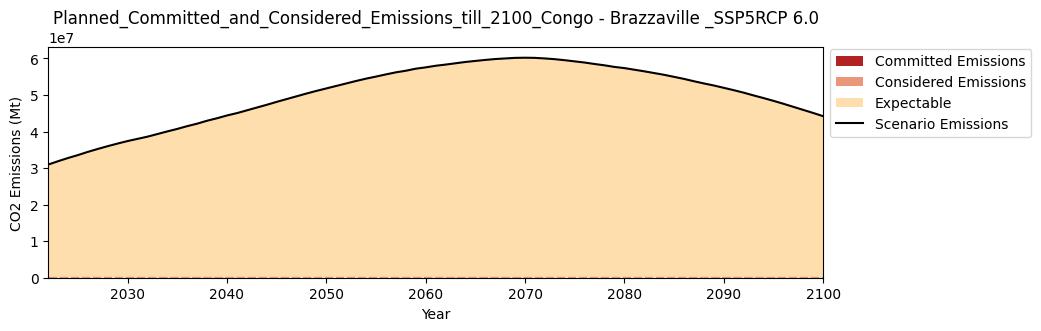 Planned_Committed_and_Considered_Emissions_till_2100_Congo - Brazzaville _SSP5RCP 6.0
1e7
6
5
4
3
2
1
0
CO2 Emissions (Mt)
2030 2040 2050 2060 2070 2080 2090 2100
Year
Committed Emissions
Considered Emissions
Expectable
Scenario Emissions